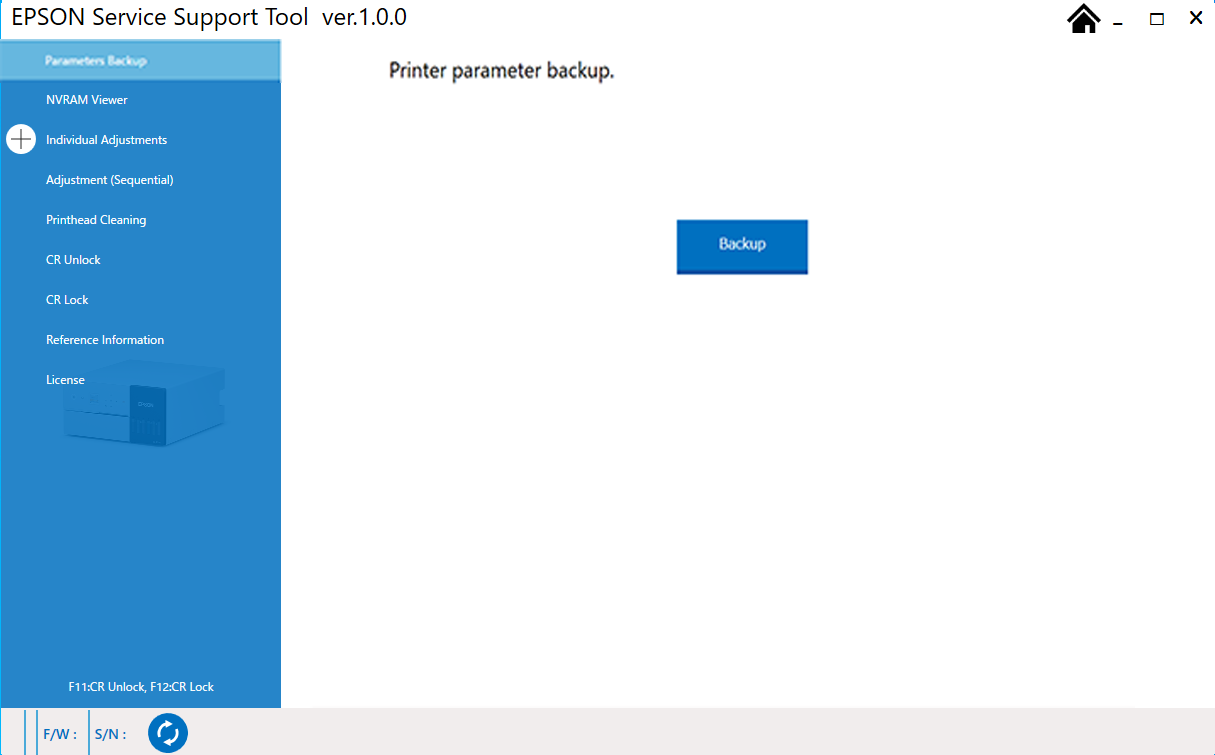 EPSON Service Support Tool ver.1.0.0
Parameters Backup
Printer parameter backup.
NVRAM Viewer
Individual Adjustments
Adjustment (Sequential)
Printhead Cleaning
Backup
CR Unlock
CR Lock
Reference Information
License
EPSON
F11:CR Unlock, F12:CR Lock
F/W :
S/N :